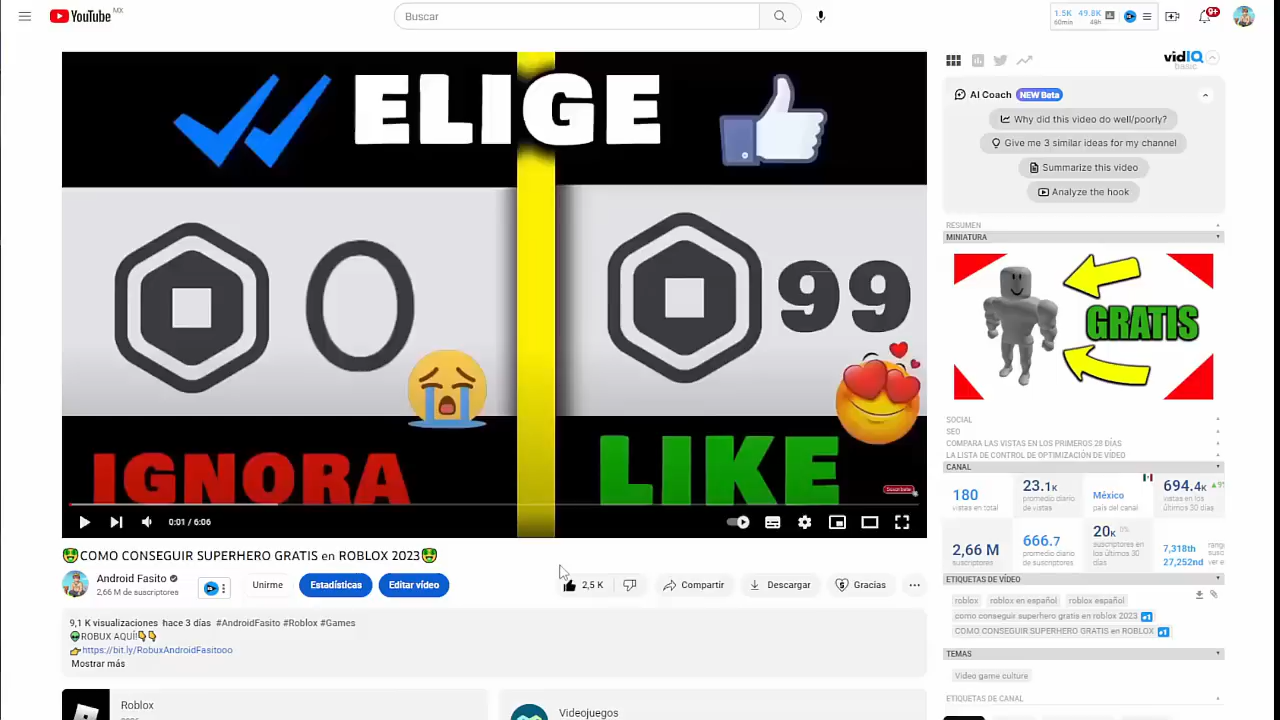 YouTube MX
Buscar
1.5K 49.8K
60min 48h
9+
ELIGE
0
99
IGNORA
LIKE
Suscríbete
0:01 / 6:06
COMO CONSEGUIR SUPERHERO GRATIS en ROBLOX 2023
Android Fasito
2,66 M de suscriptores
Unirme
Estadísticas
Editar vídeo
2,5 K
Compartir
Descargar
Gracias
9,1 K visualizaciones hace 3 días #AndroidFasito #Roblox #Games
ROBUX AQUÍ!
https://bit.ly/RobuxAndroidFasitooo
Mostrar más
Roblox
Videojuegos
vidIQ
basic
AI Coach NEW Beta
Why did this video do well/poorly?
Give me 3 similar ideas for my channel
Summarize this video
Analyze the hook
RESUMEN
MINIATURA
GRATIS
SOCIAL
SEO
COMPARA LAS VISTAS EN LOS PRIMEROS 28 DÍAS
LA LISTA DE CONTROL DE OPTIMIZACIÓN DE VÍDEO
CANAL
180
vistas en total
23.1K
promedio diario
de vistas
México
país del canal
694.4K
vistas en los
últimos 30 días
2,66 M
suscriptores
666.7
promedio diario
20K 0%
suscriptores en
los últimos 30
días
7,318th
27,252nd
ETIQUETAS DE VÍDEO
roblox
roblox en español
roblox español
como conseguir superhero gratis en roblox 2023 #1
COMO CONSEGUIR SUPERHERO GRATIS en ROBLOX #1
TEMAS
Video game culture
ETIQUETAS DE CANAL